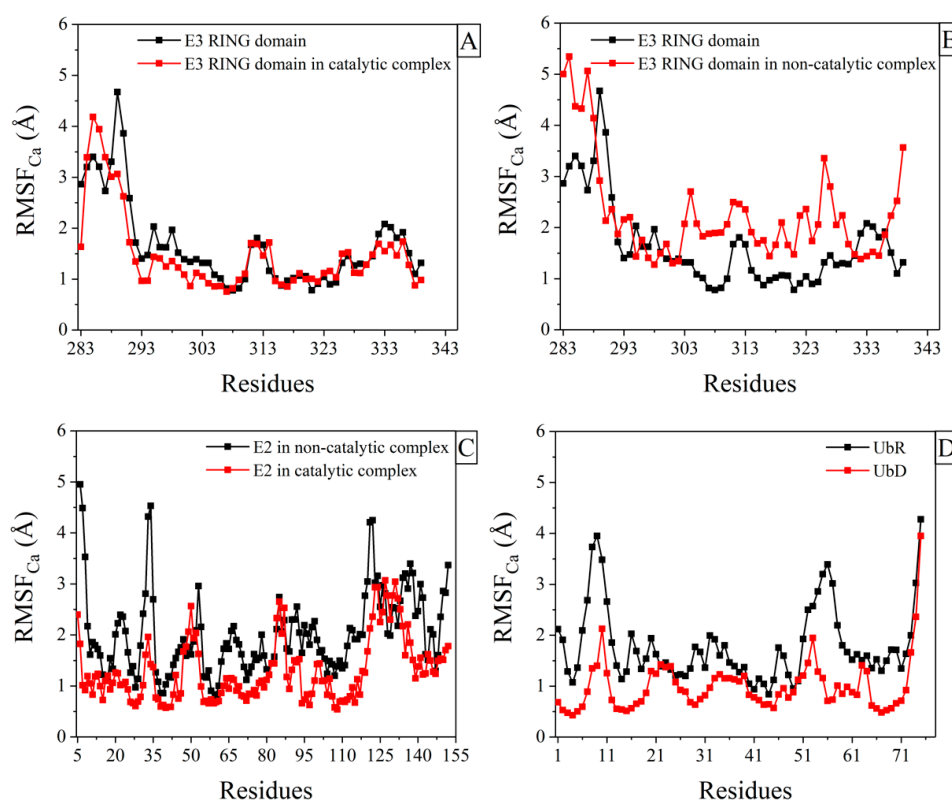 A
E3 RING domain
E3 RING domain in catalytic complex
RMSF_Ca (Å)
6
5
4
3
2
1
0
283 293 303 313 323 333 343
Residues
B
E3 RING domain
E3 RING domain in non-catalytic complex
RMSF_Ca (Å)
6
5
4
3
2
1
0
283 293 303 313 323 333 343
Residues
C
E2 in non-catalytic complex
E2 in catalytic complex
RMSF_Ca (Å)
6
5
4
3
2
1
0
5 20 35 50 65 80 95 110 125 140 155
Residues
D
UbR
UbD
RMSF_Ca (Å)
6
5
4
3
2
1
0
1 11 21 31 41 51 61 71
Residues